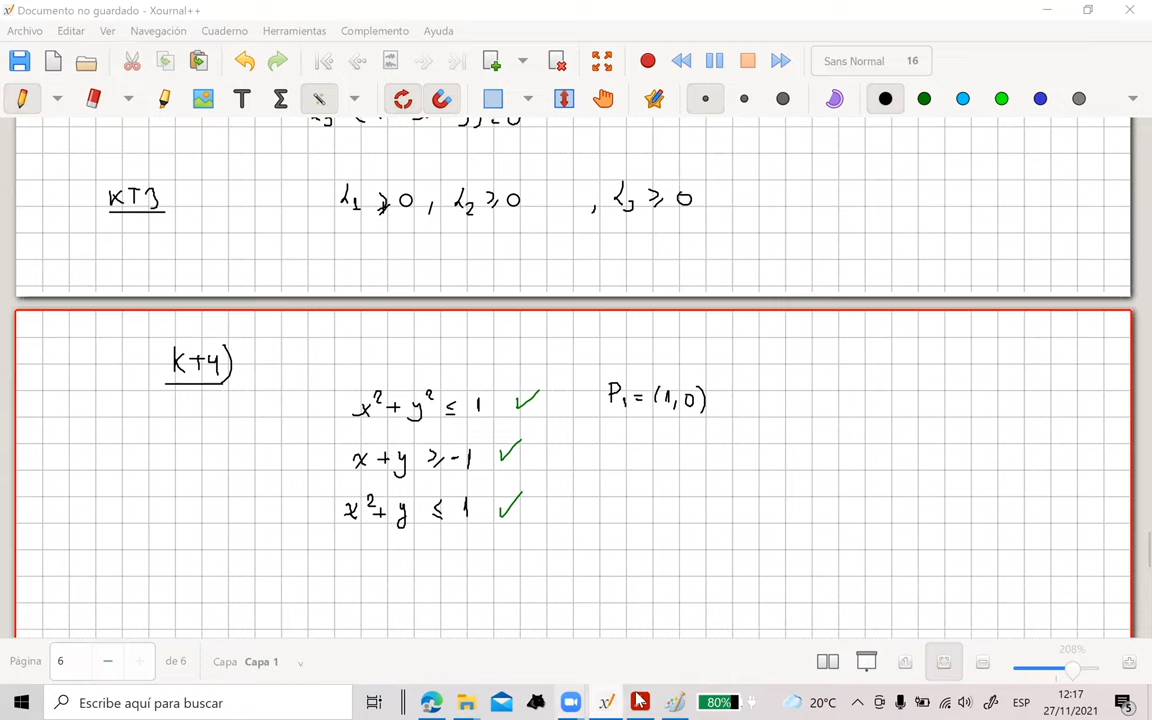 Documento no guardado - Xournal++
Archivo Editar Ver Navegación Cuaderno Herramientas Complemento Ayuda
Sans Normal 16
KT3 λ₁ ≥ 0 , λ₂ ≥ 0 , λ₃ ≥ 0
KT4)
x² + y² ≤ 1 ✓ P₁ = (1,0)
x + y ≥ -1 ✓
x² + y ≤ 1 ✓
Página 6 de 6 Capa Capa 1 208%
Escribe aquí para buscar 80% 20°C ESP 12:17
27/11/2021 5